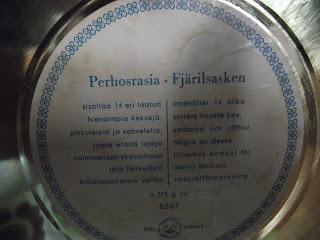 Perhosrasia - Fjärilsasken
sisältää 14 eri laatua
hienoimpia keksejä,
pikkuleipiä ja vohveleita,
joista eräitä lajeja
valmistetaan yksinomaan
tätä herkullista
erikoispakkausta varten
innehåller 14 olika
sorters finaste kex,
småbröd och våfflor.
Några av dessa
tillverkas endast för
denna delikata
specialförpackning
n. 375 g ca
8367